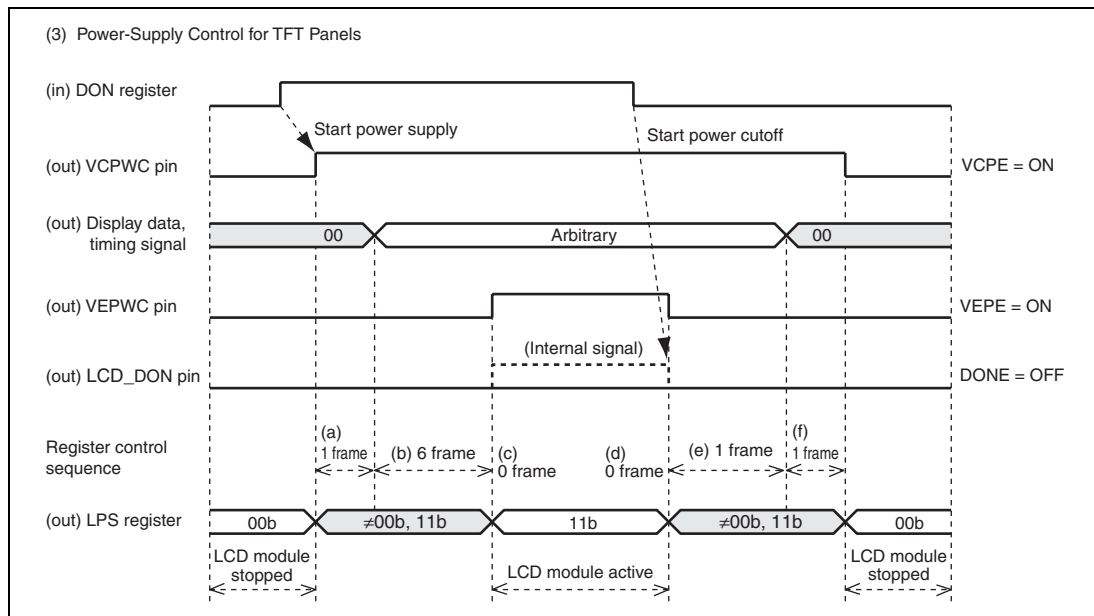 (3) Power-Supply Control for TFT Panels
(in) DON register
Start power supply
Start power cutoff
(out) VCPWC pin
VCPE = ON
(out) Display data,
timing signal
00
Arbitrary
00
(out) VEPWC pin
VEPE = ON
(Internal signal)
(out) LCD_DON pin
DONE = OFF
Register control
sequence
(a)
1 frame
(b) 6 frame
(c)
0 frame
(d)
0 frame
(e) 1 frame
(f)
1 frame
(out) LPS register
00b
≠00b, 11b
11b
≠00b, 11b
00b
LCD module
stopped
LCD module active
LCD module
stopped